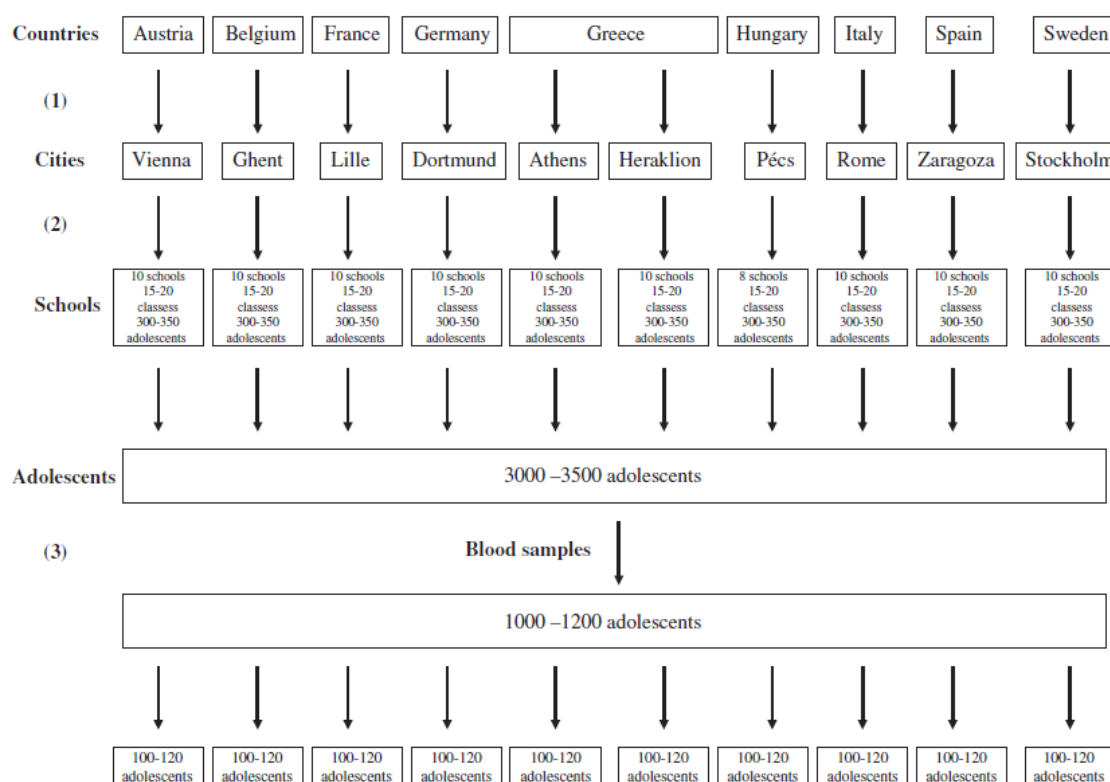 Countries Austria Belgium France Germany Greece Hungary Italy Spain Sweden
(1)
Cities Vienna Ghent Lille Dortmund Athens Heraklion Pécs Rome Zaragoza Stockholm
(2)
10 schools 10 schools 10 schools 10 schools 10 schools 10 schools 8 schools 10 schools 10 schools 10 schools
15-20 15-20 15-20 15-20 15-20 15-20 15-20 15-20 15-20 15-20
Schools classess classess classess classess classess classess classess classess classess classess
300-350 300-350 300-350 300-350 300-350 300-350 300-350 300-350 300-350 300-350
adolescents adolescents adolescents adolescents adolescents adolescents adolescents adolescents adolescents adolescents
Adolescents 3000 –3500 adolescents
(3) Blood samples
1000 –1200 adolescents
100-120 100-120 100-120 100-120 100-120 100-120 100-120 100-120 100-120 100-120
adolescents adolescents adolescents adolescents adolescents adolescents adolescents adolescents adolescents adolescents